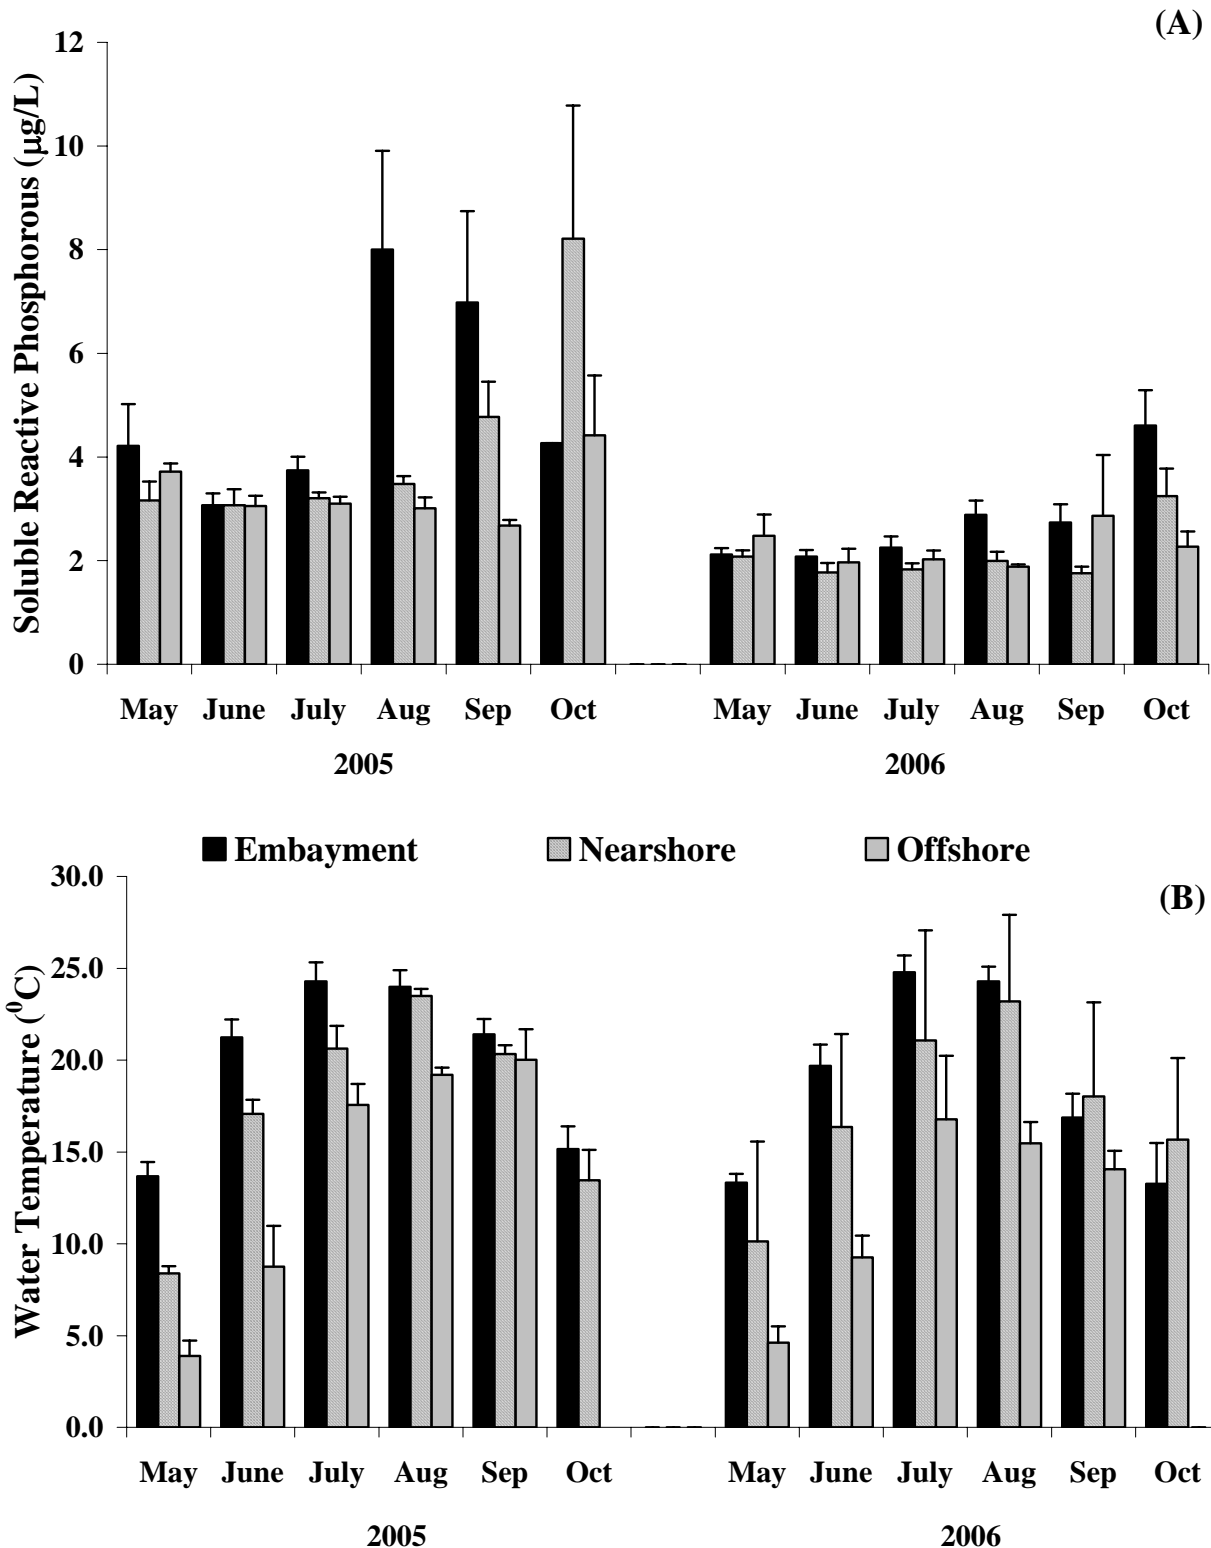 (A)
Soluble Reactive Phosphorous (µg/L)
12
10
8
6
4
2
0
May June July Aug Sep Oct May June July Aug Sep Oct
2005 2006
Embayment Nearshore Offshore
(B)
Water Temperature (⁰C)
30.0
25.0
20.0
15.0
10.0
5.0
0.0
May June July Aug Sep Oct May June July Aug Sep Oct
2005 2006